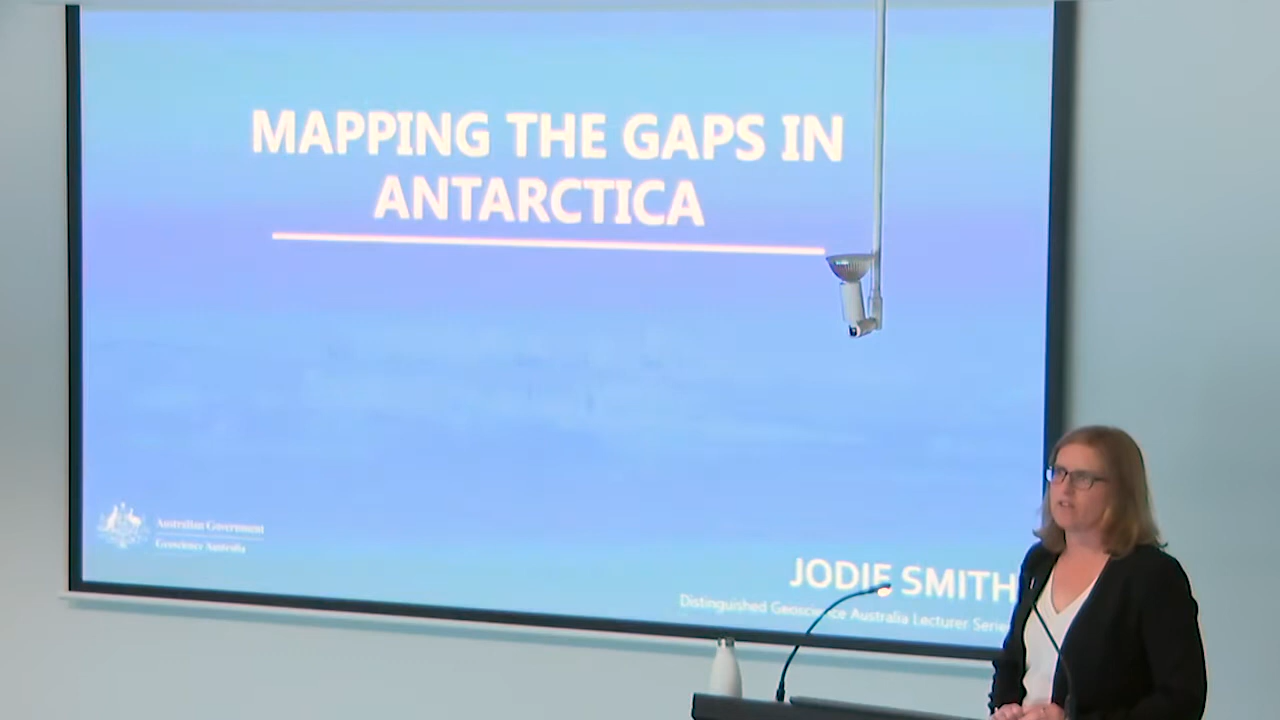 MAPPING THE GAPS IN
ANTARCTICA
Australian Government
Geoscience Australia
JODIE SMITH
Distinguished Geoscience Australia Lecturer Series